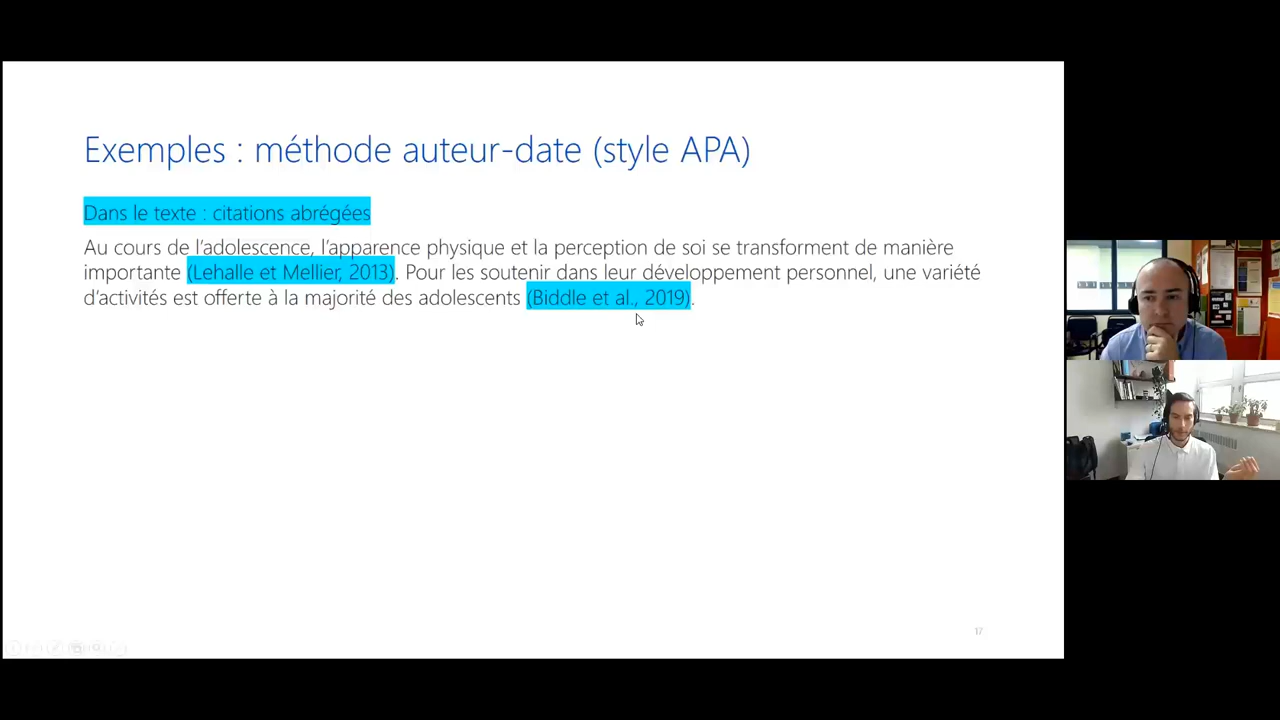 Exemples : méthode auteur-date (style APA)
Dans le texte : citations abrégées
Au cours de l’adolescence, l’apparence physique et la perception de soi se transforment de manière
importante (Lehalle et Mellier, 2013). Pour les soutenir dans leur développement personnel, une variété
d’activités est offerte à la majorité des adolescents (Biddle et al., 2019).
17